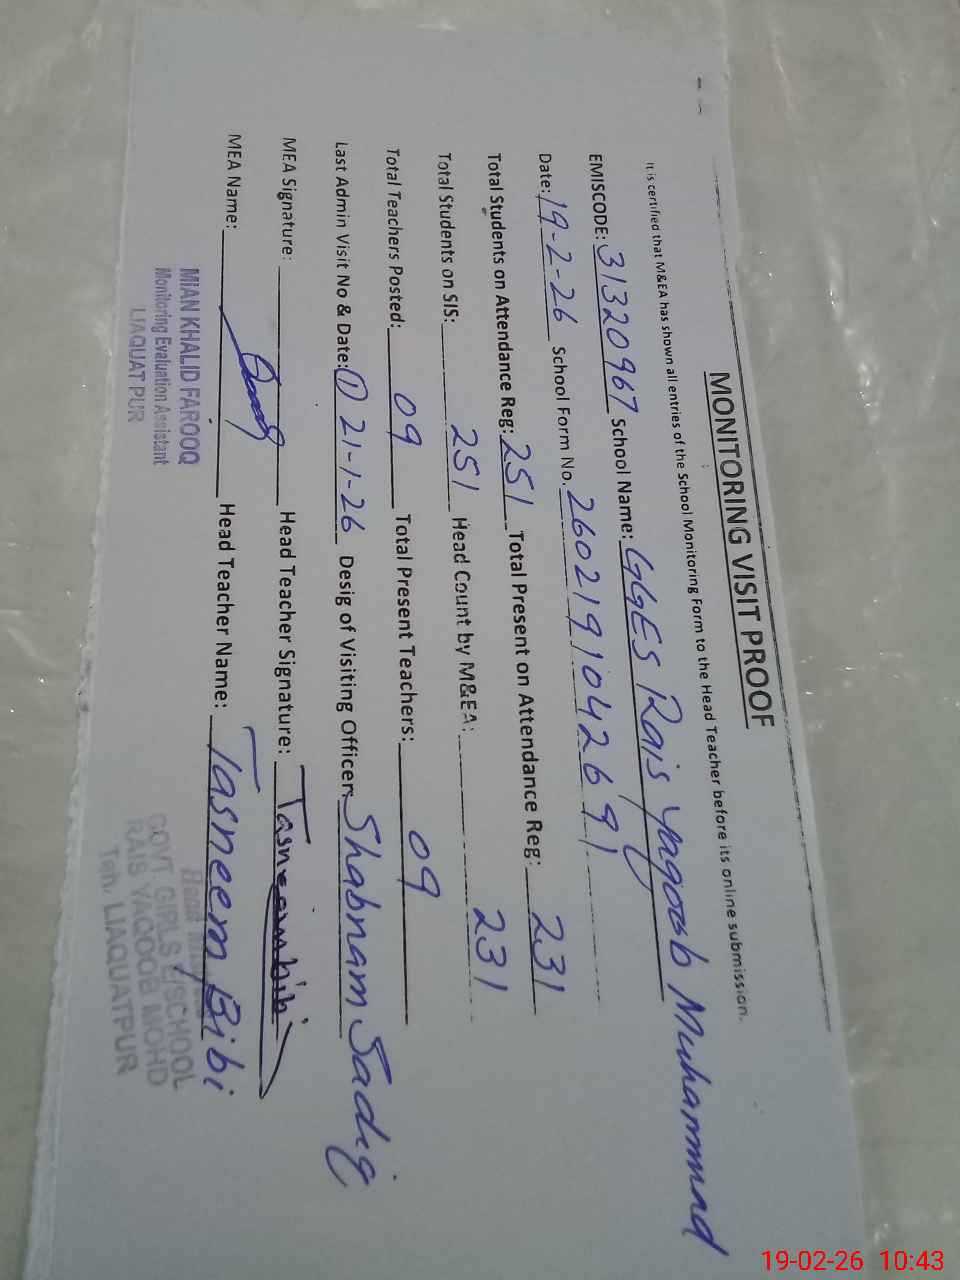 MONITORING VISIT PROOF
It is certified that M&EA has shown all entries of the School Monitoring Form to the Head Teacher before its online submission.
EMISCODE: 31320967 School Name: GGES Rais Yaqoob Muhammad
Date: 19-2-26 School Form No. 260219104269 1
Total Students on Attendance Reg: 251 Total Present on Attendance Reg: 231
Total Students on SIS: 251 Head Count by M&EA: 231
Total Teachers Posted: 09 Total Present Teachers: 09
Last Admin Visit No & Date: ① 21-1-26 Desig of Visiting Officer: Shabnam Sadiq
MEA Signature: Head Teacher Signature: Tasneembibi
MEA Name: Head Teacher Name: Tasneem Bibi
MIAN KHALID FAROOQ
Monitoring Evaluation Assistant
LIAQUAT PUR
Head
GOVT. GIRLS E/SCHOOL
RAIS YAQOOB MOHD
Teh. LIAQUATPUR
19-02-26 10:43